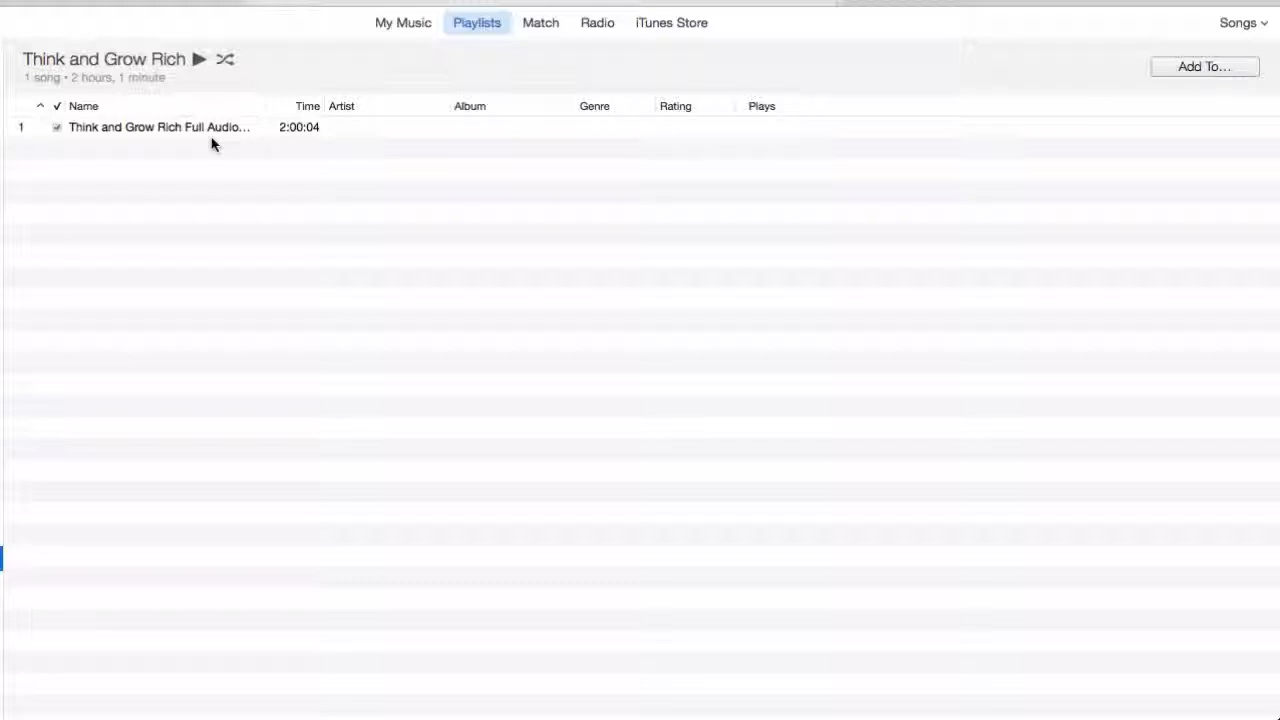 My Music Playlists Match Radio iTunes Store Songs
Think and Grow Rich
1 song • 2 hours, 1 minute
Add To...
Name Time Artist Album Genre Rating Plays
1 Think and Grow Rich Full Audio... 2:00:04